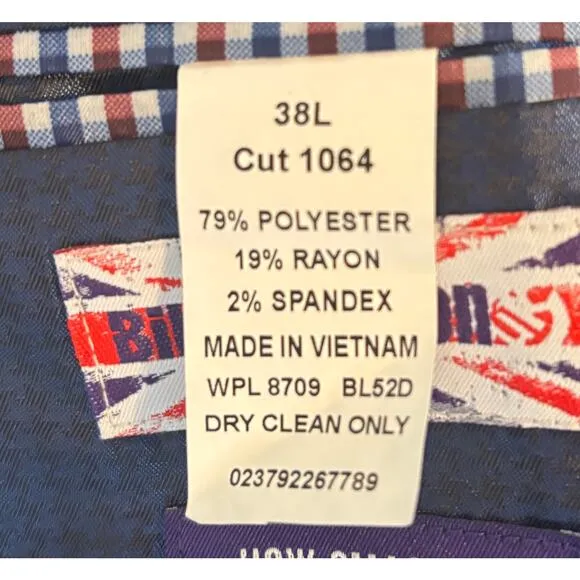 38L
Cut 1064
79% POLYESTER
19% RAYON
2% SPANDEX
MADE IN VIETNAM
WPL 8709 BL52D
DRY CLEAN ONLY
023792267789